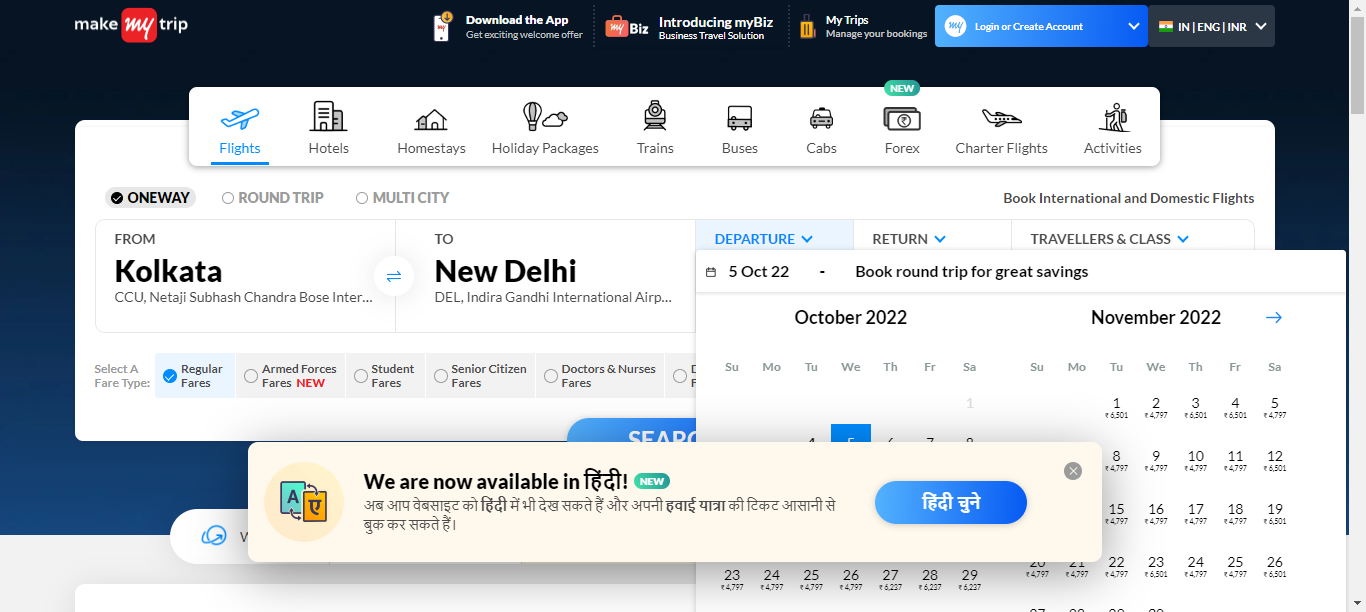 make my trip
Download the App
Get exciting welcome offer
my Biz
Introducing myBiz
Business Travel Solution
My Trips
Manage your bookings
my Login or Create Account
IN | ENG | INR
NEW
Flights Hotels Homestays Holiday Packages Trains Buses Cabs Forex Charter Flights Activities
ONEWAY ROUND TRIP MULTI CITY
Book International and Domestic Flights
FROM TO DEPARTURE RETURN TRAVELLERS & CLASS
Kolkata
CCU, Netaji Subhash Chandra Bose Inter...
New Delhi
DEL, Indira Gandhi International Airp...
5 Oct 22 - Book round trip for great savings
October 2022 November 2022
Su Mo Tu We Th Fr Sa Su Mo Tu We Th Fr Sa
Select A
Fare Type:
Regular
Fares
Armed Forces
Fares NEW
Student
Fares
Senior Citizen
Fares
Doctors & Nurses
Fares
1
1 2 3 4 5
₹ 6,501 ₹ 4,797 ₹ 6,501 ₹ 6,501 ₹ 4,797
4 5 6 7 8
8 9 10 11 12
₹ 4,797 ₹ 4,797 ₹ 4,797 ₹ 4,797 ₹ 6,501
15 16 17 18 19
₹ 4,797 ₹ 4,797 ₹ 4,797 ₹ 4,797 ₹ 6,501
We are now available in हिंदी! NEW
अब आप वेबसाइट को हिंदी में भी देख सकते हैं और अपनी हवाई यात्रा की टिकट आसानी से
बुक कर सकते हैं।
A ए
हिंदी चुने
20 21 22 23 24 25 26
₹ 4,797 ₹ 4,797 ₹ 4,797 ₹ 6,501 ₹ 4,797 ₹ 4,797 ₹ 6,501
23 24 25 26 27 28 29
₹ 4,797 ₹ 4,797 ₹ 4,797 ₹ 4,797 ₹ 6,237 ₹ 6,237 ₹ 6,237
27 28 29 30